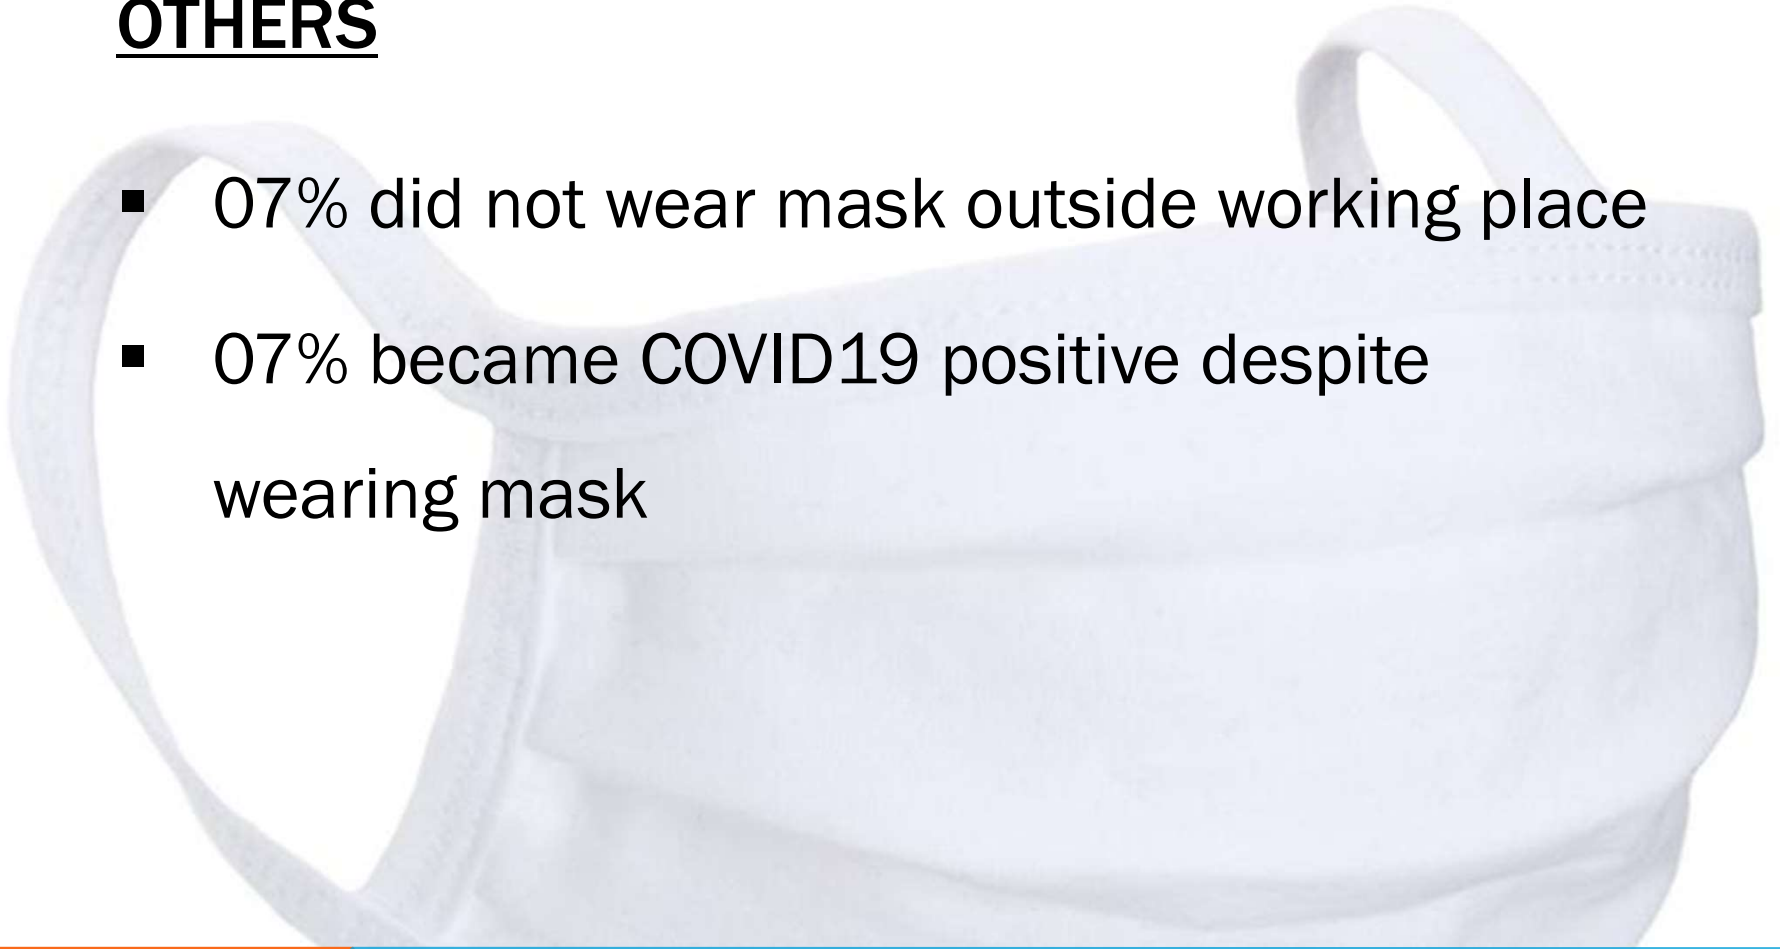 OTHERS
▪ 07% did not wear mask outside working place
▪ 07% became COVID19 positive despite
wearing mask